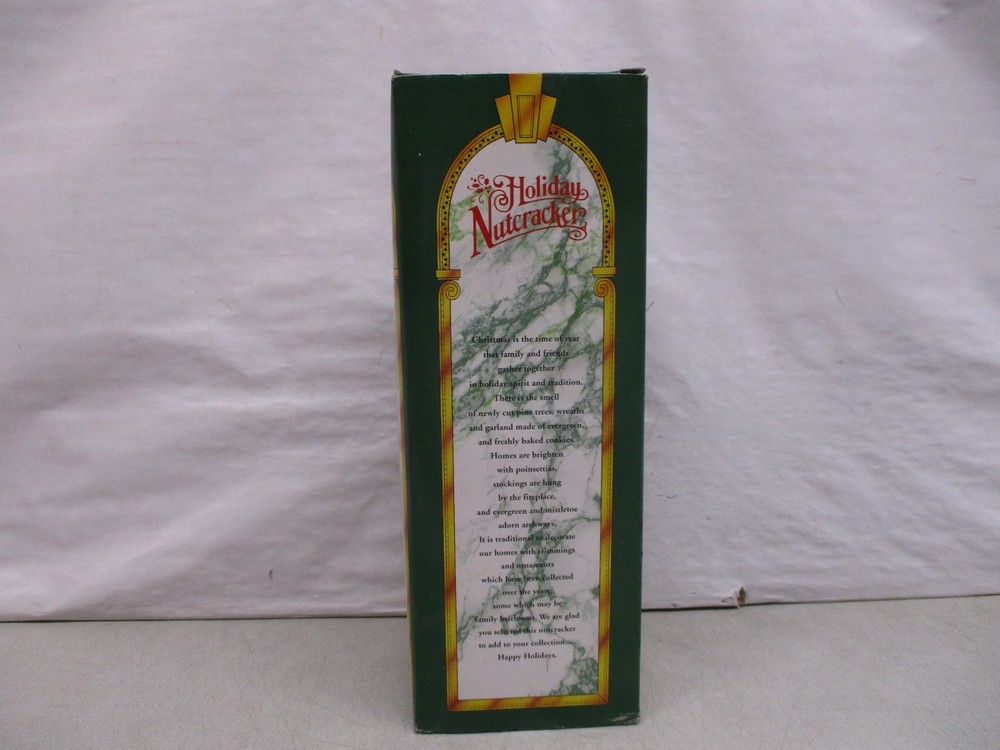 Holiday
Nutcracker
Christmas is the time of year
that family and friends
gather together
in holiday spirit and tradition.
There is the smell
of newly cut pine trees, wreaths
and garland made of evergreen,
and freshly baked cookies.
Homes are brighten
with poinsettias,
stockings are hung
by the fireplace,
and evergreen and mistletoe
adorn archways.
It is traditional to decorate
our homes with trimmings
and ornaments
which have been collected
over the years;
some which may be
family heirlooms. We are glad
you selected this nutcracker
to add to your collection...
Happy Holidays.